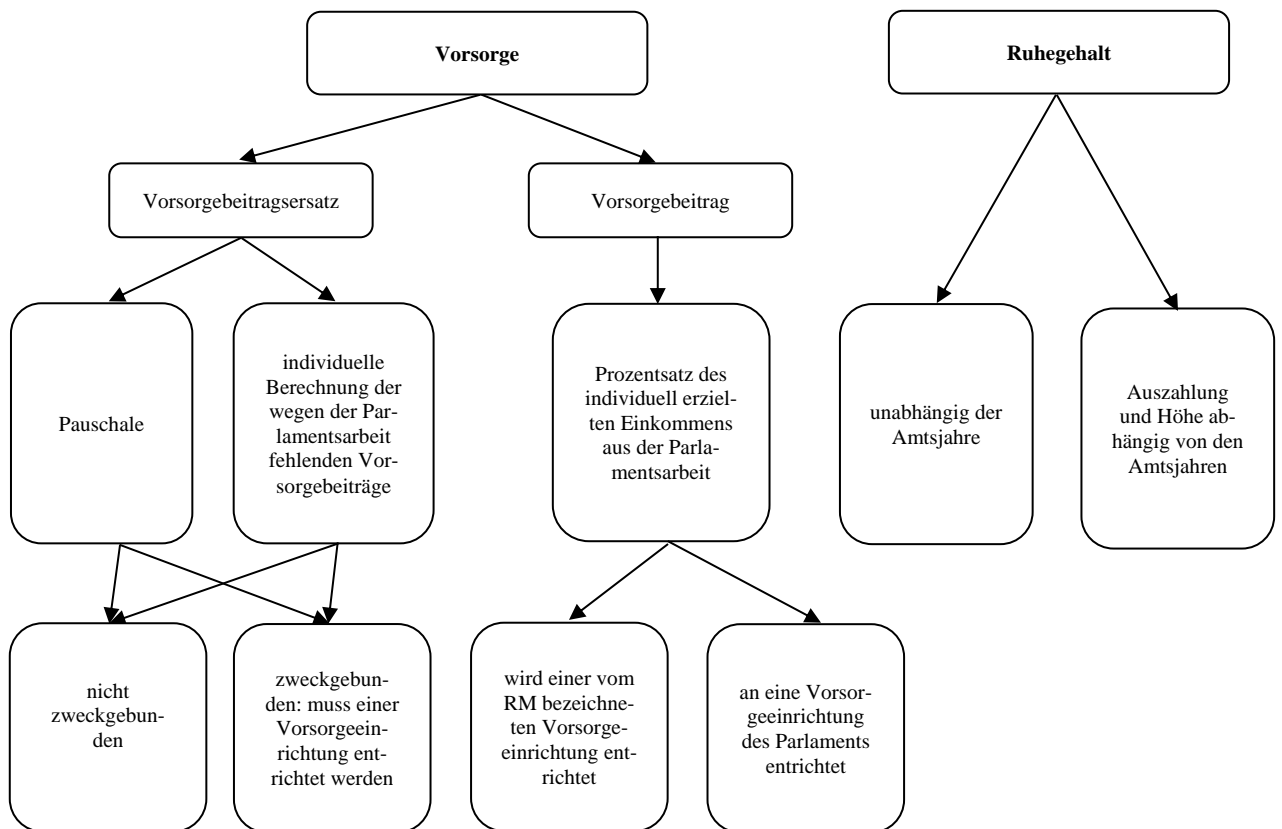 Vorsorge
Ruhegehalt
Vorsorgebeitragsersatz
Vorsorgebeitrag
Pauschale
individuelle
Berechnung der
wegen der Par-
lamentsarbeit
fehlenden Vor-
sorgebeiträge
Prozentsatz des
individuell erziel-
ten Einkommens
aus der Parla-
mentsarbeit
unabhängig der
Amtsjahre
Auszahlung
und Höhe ab-
hängig von den
Amtsjahren
nicht
zweckgebun-
den
zweckgebun-
den: muss einer
Vorsorgeein-
richtung ent-
richtet werden
wird einer vom
RM bezeichne-
ten Vorsorge-
einrichtung ent-
richtet
an eine Vorsor-
geeinrichtung
des Parlaments
entrichtet